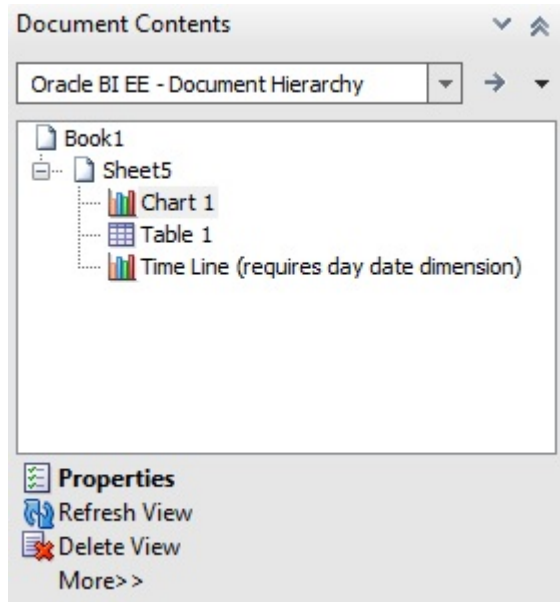 Document Contents
Oracle BI EE - Document Hierarchy
Book1
Sheet5
Chart 1
Table 1
Time Line (requires day date dimension)
Properties
Refresh View
Delete View
More>>